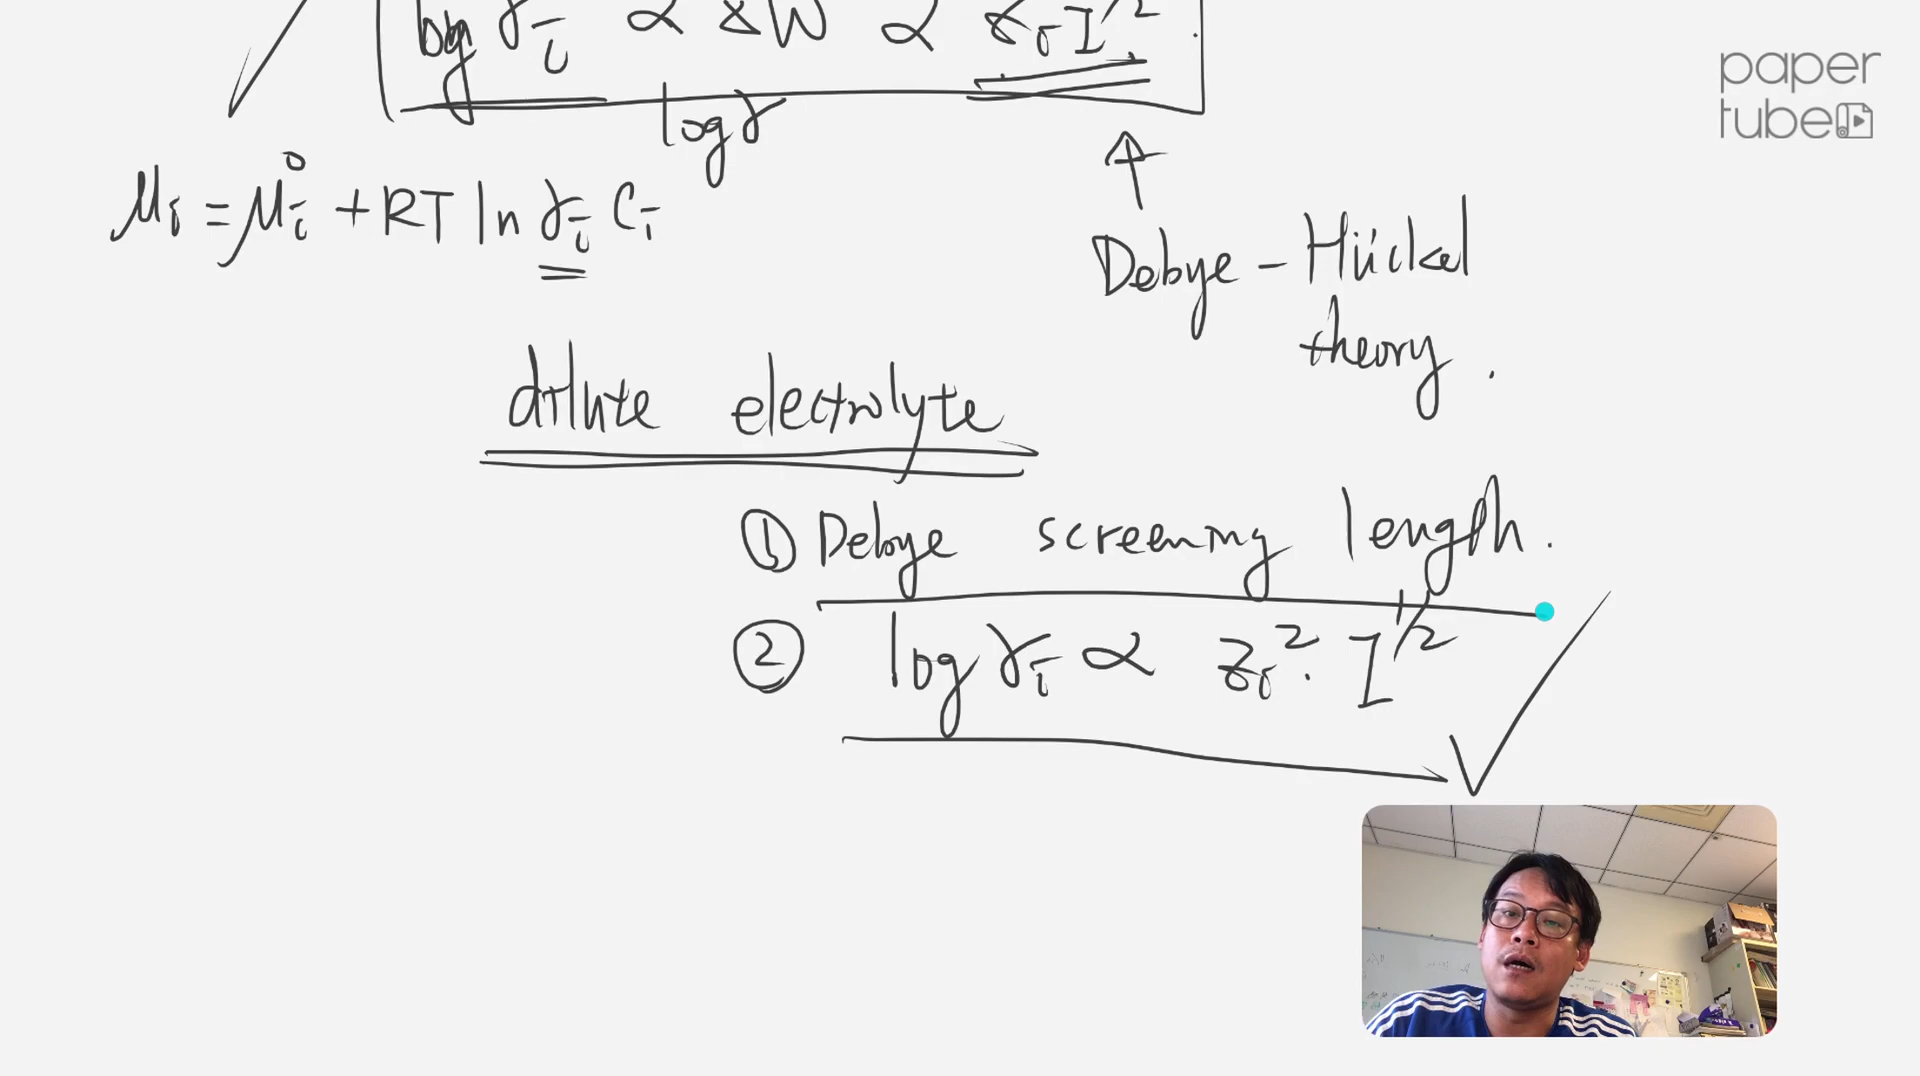 log γi ∝ ΔW ∝ zi I^1/2
log γ
μi = μi° + RT ln γi Ci
Debye - Hückel
theory.
dilute electrolyte
① Debye screening length.
② log γi ∝ zi² · I^1/2
paper
tube